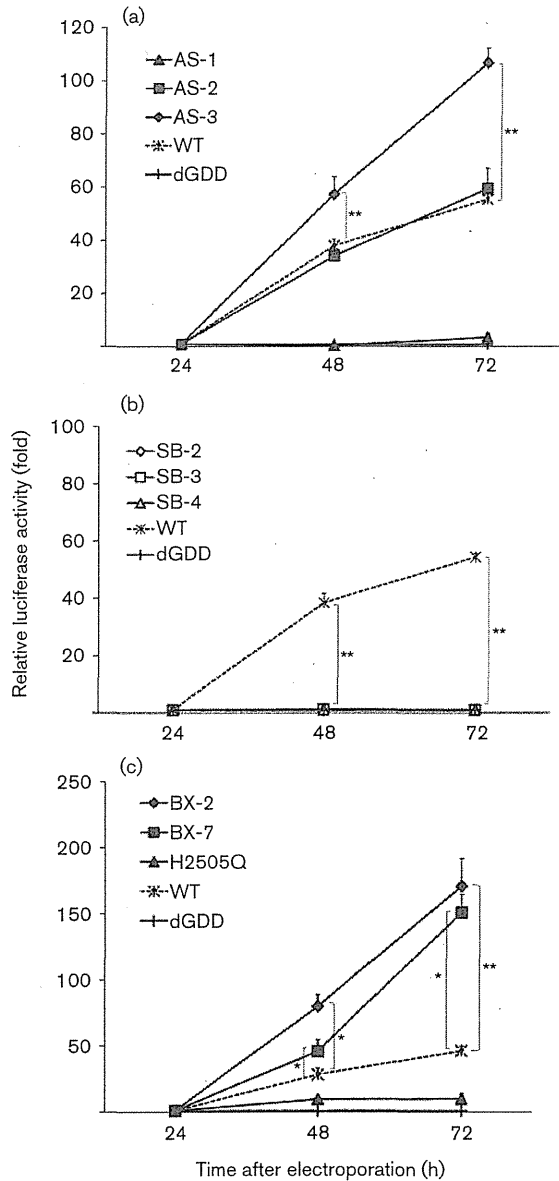 (a)
120
100
80
60
40
20
AS-1
AS-2
AS-3
WT
dGDD
**
**
24 48 72
(b)
100
80
60
40
20
SB-2
SB-3
SB-4
WT
dGDD
**
**
24 48 72
Relative luciferase activity (fold)
(c)
250
200
150
100
50
BX-2
BX-7
H2505Q
WT
dGDD
*
*
*
**
24 48 72
Time after electroporation (h)